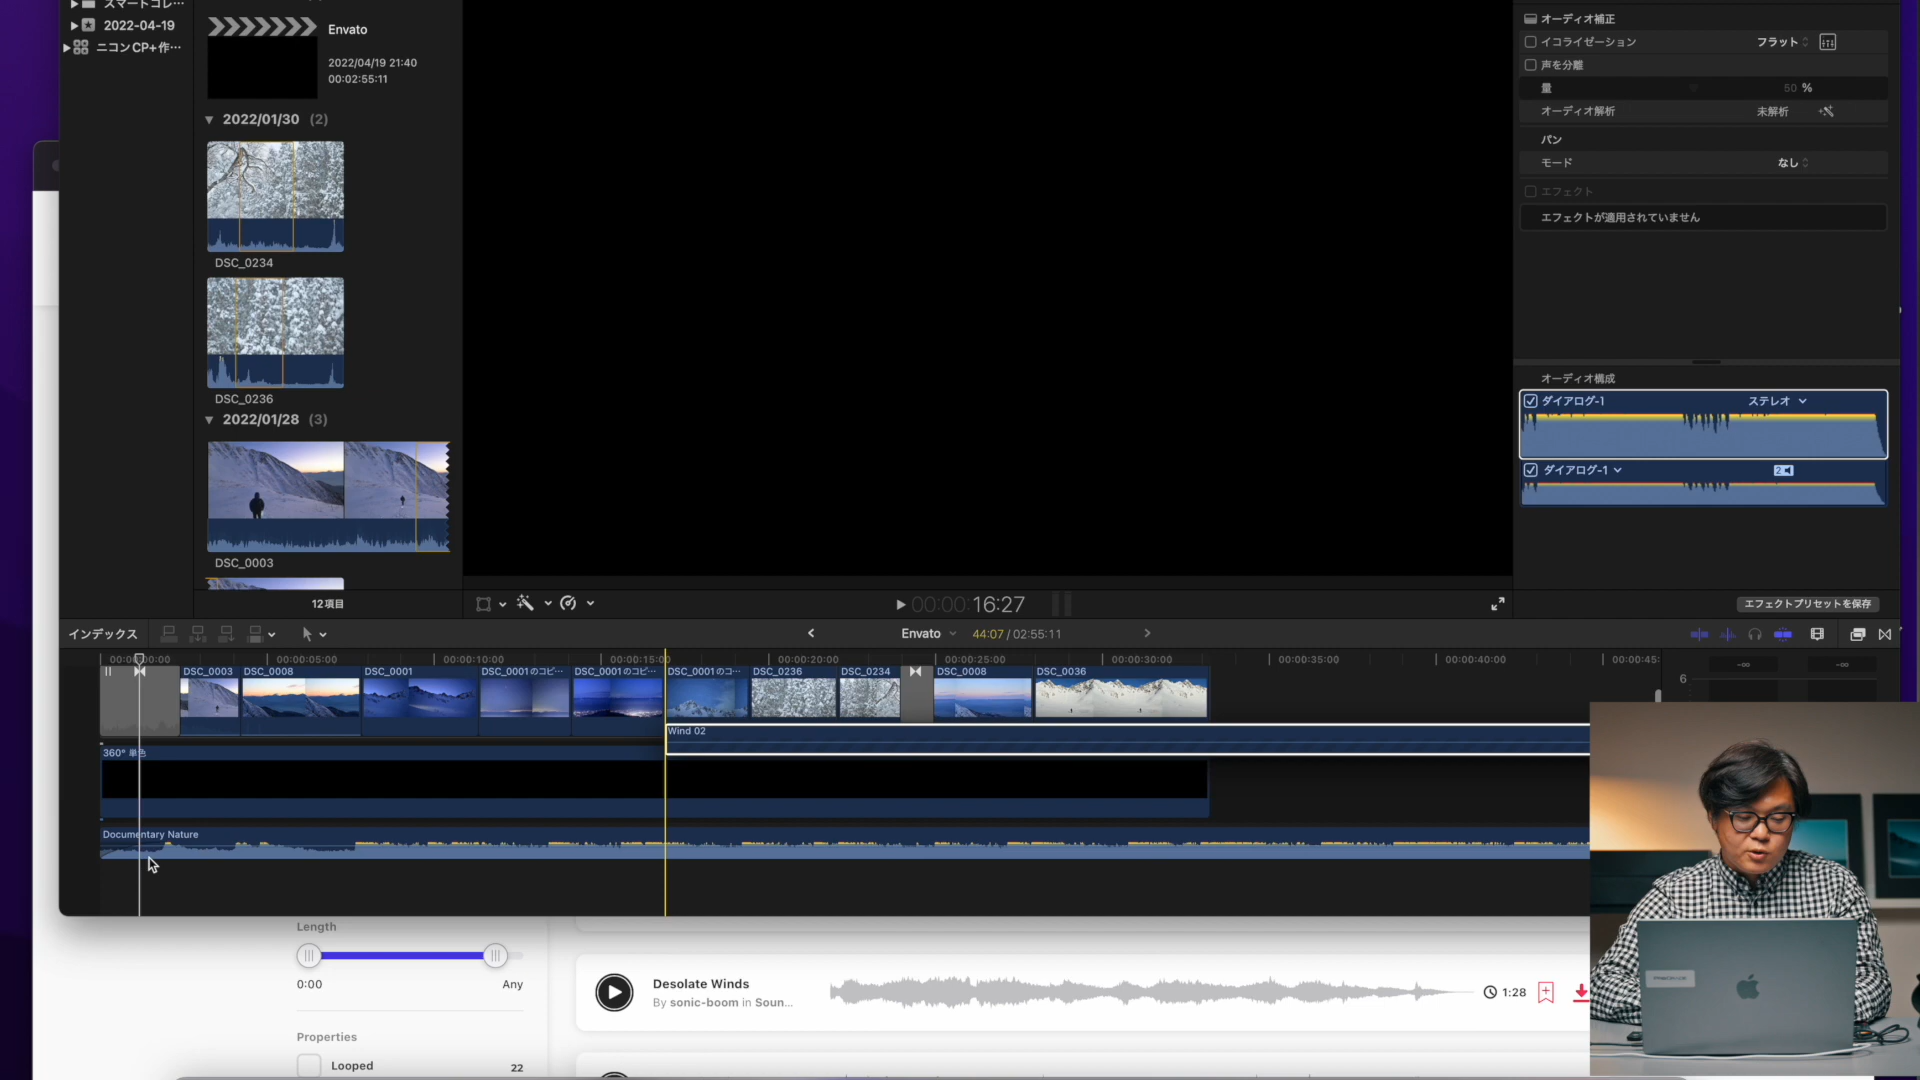 スマートコレ…
2022-04-19
ニコンCP+作…
Envato
2022/04/19 21:40
00:02:55:11
2022/01/30 (2)
DSC_0234
DSC_0236
2022/01/28 (3)
DSC_0003
12項目
オーディオ補正
イコライゼーション フラット
声を分離
量 50 %
オーディオ解析 未解析
パン
モード なし
エフェクト
エフェクトが適用されていません
オーディオ構成
ダイアログ-1 ステレオ
ダイアログ-1 2
エフェクトプリセットを保存
00:00:16:27
インデックス
Envato 44:07 / 02:55:11
00:00:05:00 00:00:10:00 00:00:20:00 00:00:25:00 00:00:30:00 00:00:35:00 00:00:40:00
DSC_0003 DSC_0008 DSC_0001 DSC_0001のコピ… DSC_0001のコピ… DSC_0001のコ… DSC_0236 DSC_0234 DSC_0008 DSC_0036
-∞ -∞
6
Wind 02
360° 単色
Documentary Nature
Length
0:00 Any
Properties
Looped 22
Desolate Winds
By sonic-boom in Soun…
1:28